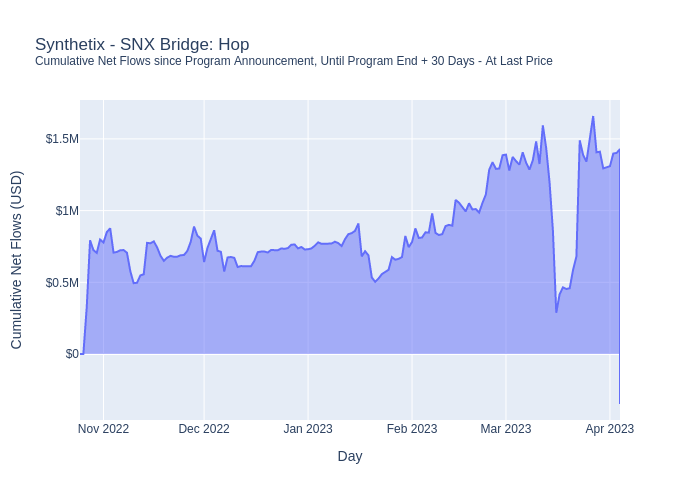 Synthetix - SNX Bridge: Hop
Cumulative Net Flows since Program Announcement, Until Program End + 30 Days - At Last Price
Cumulative Net Flows (USD)
$1.5M
$1M
$0.5M
$0
Nov 2022
Dec 2022
Jan 2023
Feb 2023
Mar 2023
Apr 2023
Day